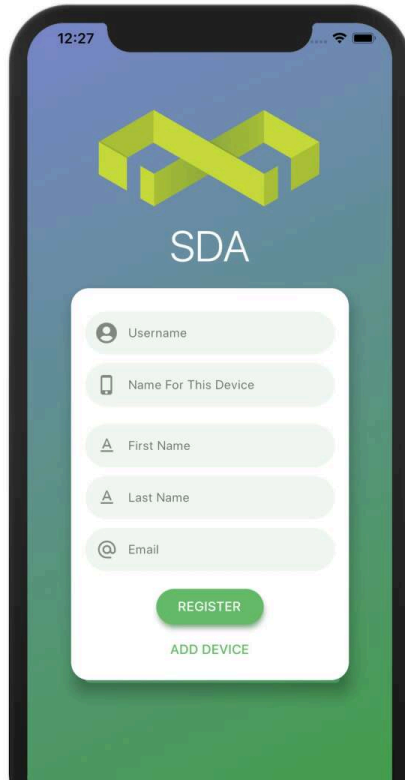 12:27
SDA
Username
Name For This Device
First Name
Last Name
Email
REGISTER
ADD DEVICE